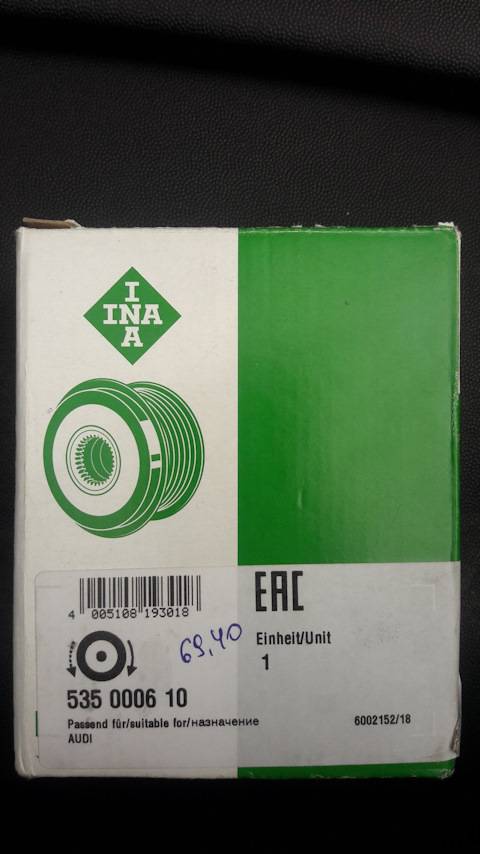 INA
INA
EAC
4 005108 193018
69,40
Einheit/Unit
1
535 0006 10
Passend für/suitable for/назначение
6002152/18
AUDI